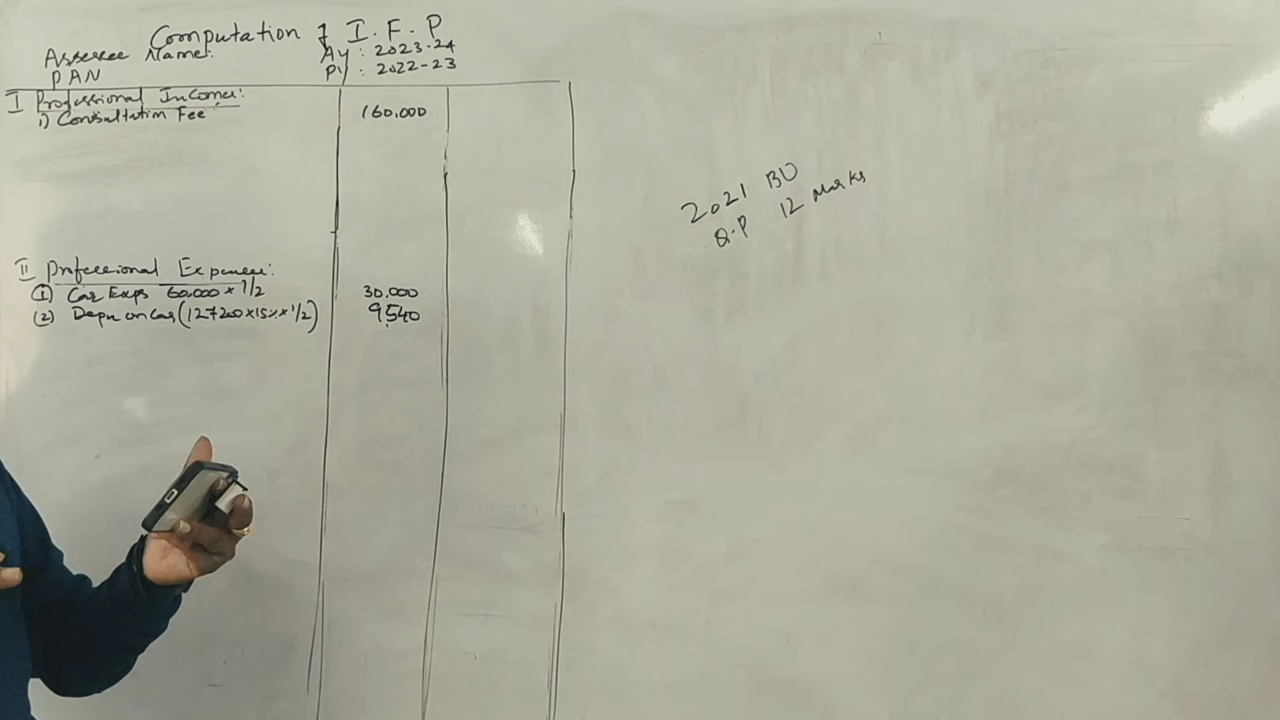 Computation of I. F. P
Assessee Name:
AY : 2023-24
PAN
PY : 2022-23
I Professional Income:
1) Consultation Fee 160,000
II Professional Expenses:
(1) Car Exps 60,000 × 1/2 30,000
(2) Depn on Car (127200×15%×1/2) 9,540
2021 BU
Q.P 12 Marks